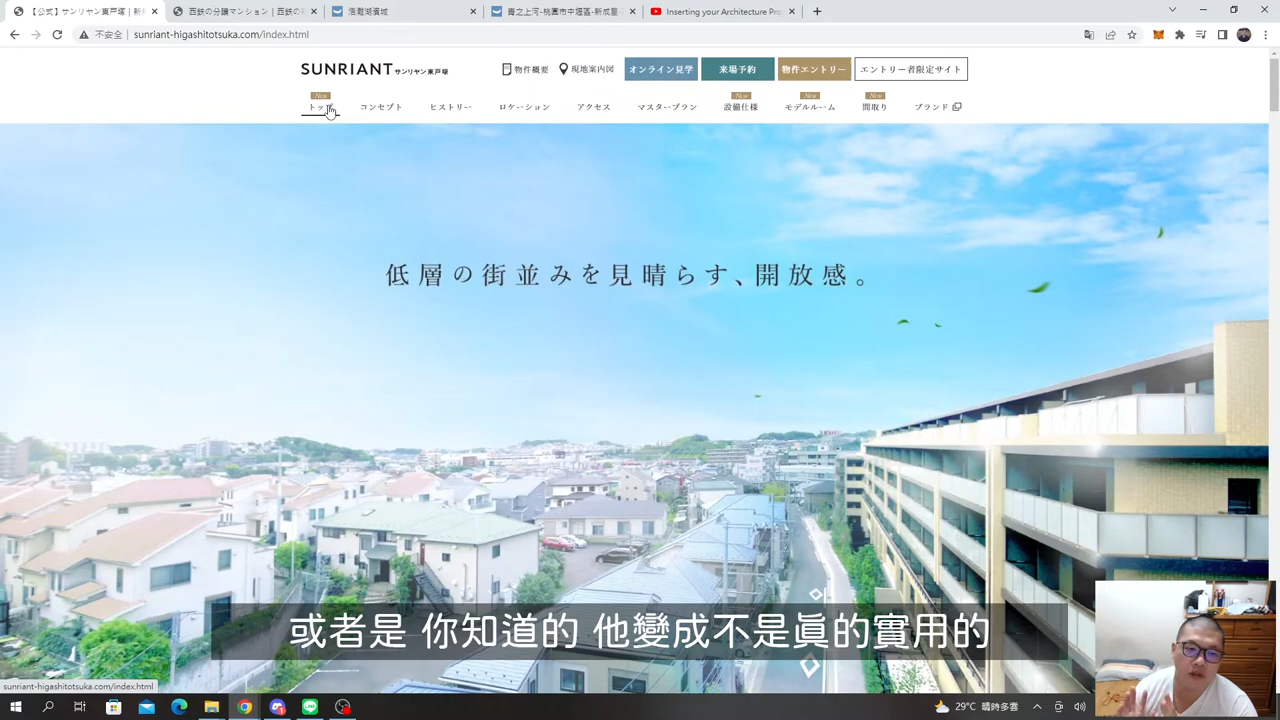 【公式】サンリヤン東戸塚｜新
西鉄の分譲マンション｜西鉄の
浩瀚湖濱城
青之上河-桃園市中壢區-新成屋-
Inserting your Architecture Pro
不安全 | sunriant-higashitotsuka.com/index.html
SUNRIANT サンリヤン東戸塚
物件概要
現地案内図
オンライン見学
来場予約
物件エントリー
エントリー者限定サイト
New
New
New
New
トップ
コンセプト
ヒストリー
ロケーション
アクセス
マスタープラン
設備仕様
モデルルーム
間取り
ブランド
低層の街並みを見晴らす、開放感。
或者是 你知道的 他變成不是真的實用的
sunriant-higashitotsuka.com/index.html
29°C 晴時多雲